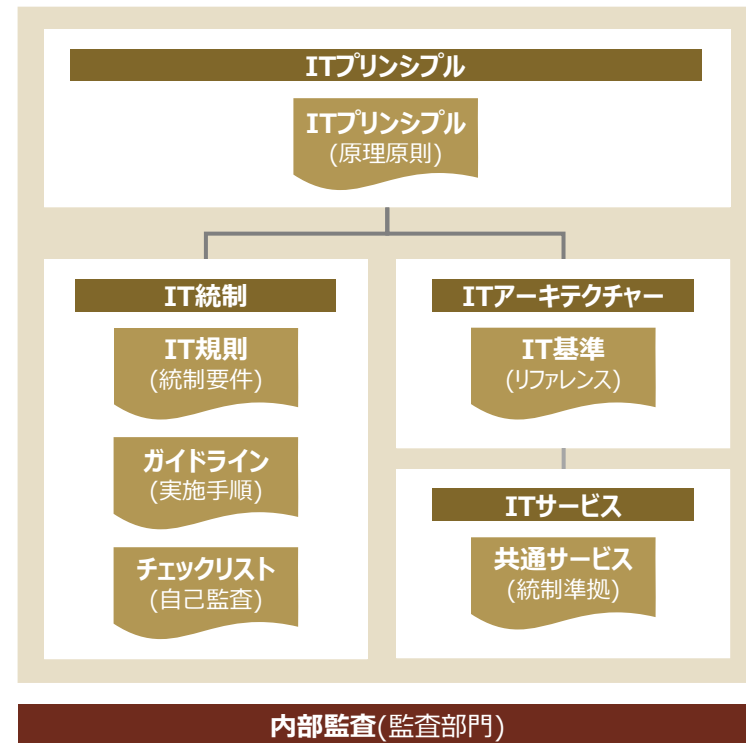 ITプリンシプル
ITプリンシプル
(原理原則)
IT統制
IT規則
(統制要件)
ガイドライン
(実施手順)
チェックリスト
(自己監査)
ITアーキテクチャー
IT基準
(リファレンス)
ITサービス
共通サービス
(統制準拠)
内部監査(監査部門)